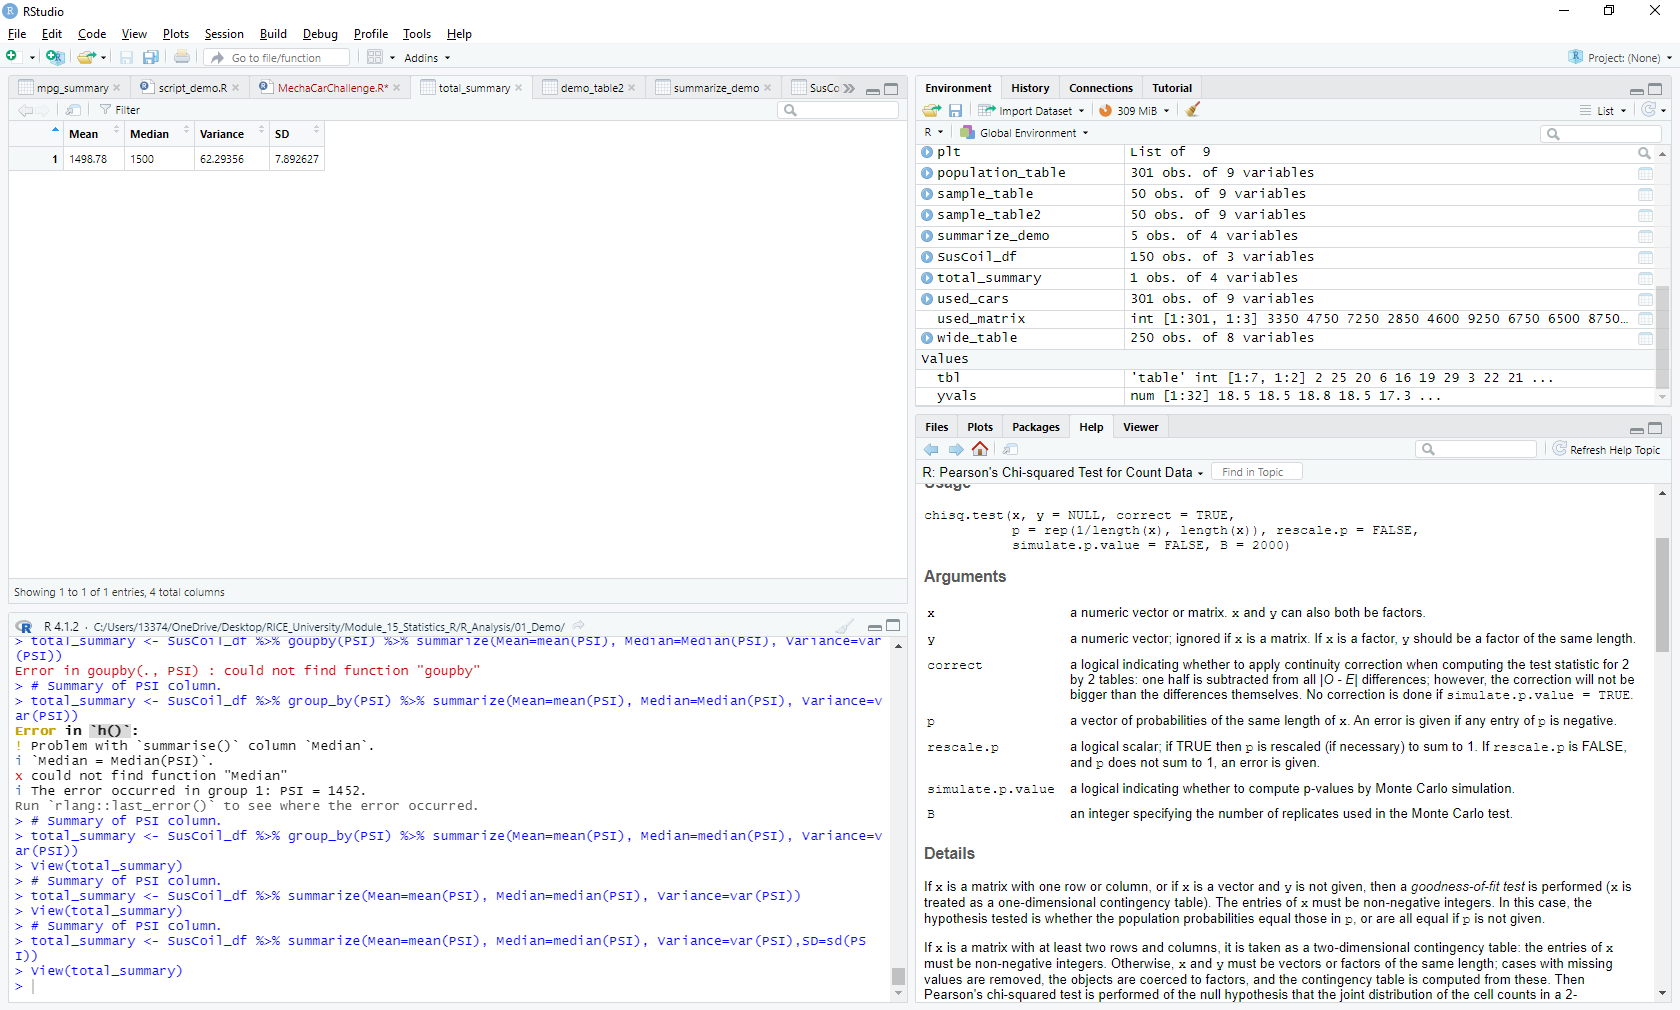 RStudio
File Edit Code View Plots Session Build Debug Profile Tools Help
Go to file/function Addins Project: (None)
mpg_summary script_demo.R MechaCarChallenge.R* total_summary demo_table2 summarize_demo SusCo
Filter
Mean Median Variance SD
1 1498.78 1500 62.29356 7.892627
Showing 1 to 1 of 1 entries, 4 total columns
R 4.1.2 · C:/Users/13374/OneDrive/Desktop/RICE_University/Module_15_Statistics_R/R_Analysis/01_Demo/
> total_summary <- SusCoil_df %>% goupby(PSI) %>% summarize(Mean=mean(PSI), Median=Median(PSI), Variance=var
(PSI))
Error in goupby(., PSI) : could not find function "goupby"
> # Summary of PSI column.
> total_summary <- SusCoil_df %>% group_by(PSI) %>% summarize(Mean=mean(PSI), Median=Median(PSI), Variance=v
ar(PSI))
Error in `h()`:
! Problem with `summarise()` column `Median`.
i `Median = Median(PSI)`.
x could not find function "Median"
i The error occurred in group 1: PSI = 1452.
Run `rlang::last_error()` to see where the error occurred.
> # Summary of PSI column.
> total_summary <- SusCoil_df %>% group_by(PSI) %>% summarize(Mean=mean(PSI), Median=median(PSI), Variance=v
ar(PSI))
> View(total_summary)
> # Summary of PSI column.
> total_summary <- SusCoil_df %>% summarize(Mean=mean(PSI), Median=median(PSI), Variance=var(PSI))
> View(total_summary)
> # Summary of PSI column.
> total_summary <- SusCoil_df %>% summarize(Mean=mean(PSI), Median=median(PSI), Variance=var(PSI),SD=sd(PS
I))
> View(total_summary)
>
Environment History Connections Tutorial
Import Dataset 309 MiB List
R Global Environment
plt List of 9
population_table 301 obs. of 9 variables
sample_table 50 obs. of 9 variables
sample_table2 50 obs. of 9 variables
summarize_demo 5 obs. of 4 variables
SusCoil_df 150 obs. of 3 variables
total_summary 1 obs. of 4 variables
used_cars 301 obs. of 9 variables
used_matrix int [1:301, 1:3] 3350 4750 7250 2850 4600 9250 6750 6500 8750…
wide_table 250 obs. of 8 variables
Values
tbl 'table' int [1:7, 1:2] 2 25 20 6 16 19 29 3 22 21 ...
yvals num [1:32] 18.5 18.5 18.8 18.5 17.3 ...
Files Plots Packages Help Viewer
Refresh Help Topic
R: Pearson's Chi-squared Test for Count Data Find in Topic
Usage
chisq.test(x, y = NULL, correct = TRUE,
p = rep(1/length(x), length(x)), rescale.p = FALSE,
simulate.p.value = FALSE, B = 2000)
Arguments
x a numeric vector or matrix. x and y can also both be factors.
y a numeric vector; ignored if x is a matrix. If x is a factor, y should be a factor of the same length.
correct a logical indicating whether to apply continuity correction when computing the test statistic for 2
by 2 tables: one half is subtracted from all |O - E| differences; however, the correction will not be
bigger than the differences themselves. No correction is done if simulate.p.value = TRUE.
p a vector of probabilities of the same length of x. An error is given if any entry of p is negative.
rescale.p a logical scalar; if TRUE then p is rescaled (if necessary) to sum to 1. If rescale.p is FALSE,
and p does not sum to 1, an error is given.
simulate.p.value a logical indicating whether to compute p-values by Monte Carlo simulation.
B an integer specifying the number of replicates used in the Monte Carlo test.
Details
If x is a matrix with one row or column, or if x is a vector and y is not given, then a goodness-of-fit test is performed (x is
treated as a one-dimensional contingency table). The entries of x must be non-negative integers. In this case, the
hypothesis tested is whether the population probabilities equal those in p, or are all equal if p is not given.
If x is a matrix with at least two rows and columns, it is taken as a two-dimensional contingency table: the entries of x
must be non-negative integers. Otherwise, x and y must be vectors or factors of the same length; cases with missing
values are removed, the objects are coerced to factors, and the contingency table is computed from these. Then
Pearson's chi-squared test is performed of the null hypothesis that the joint distribution of the cell counts in a 2-